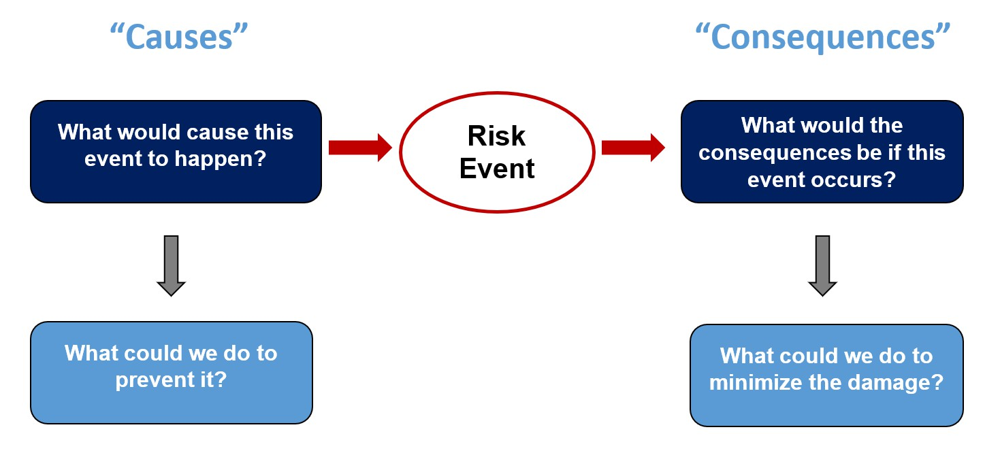 “Causes”
“Consequences”
What would cause this
event to happen?
Risk
Event
What would the
consequences be if this
event occurs?
What could we do to
prevent it?
What could we do to
minimize the damage?